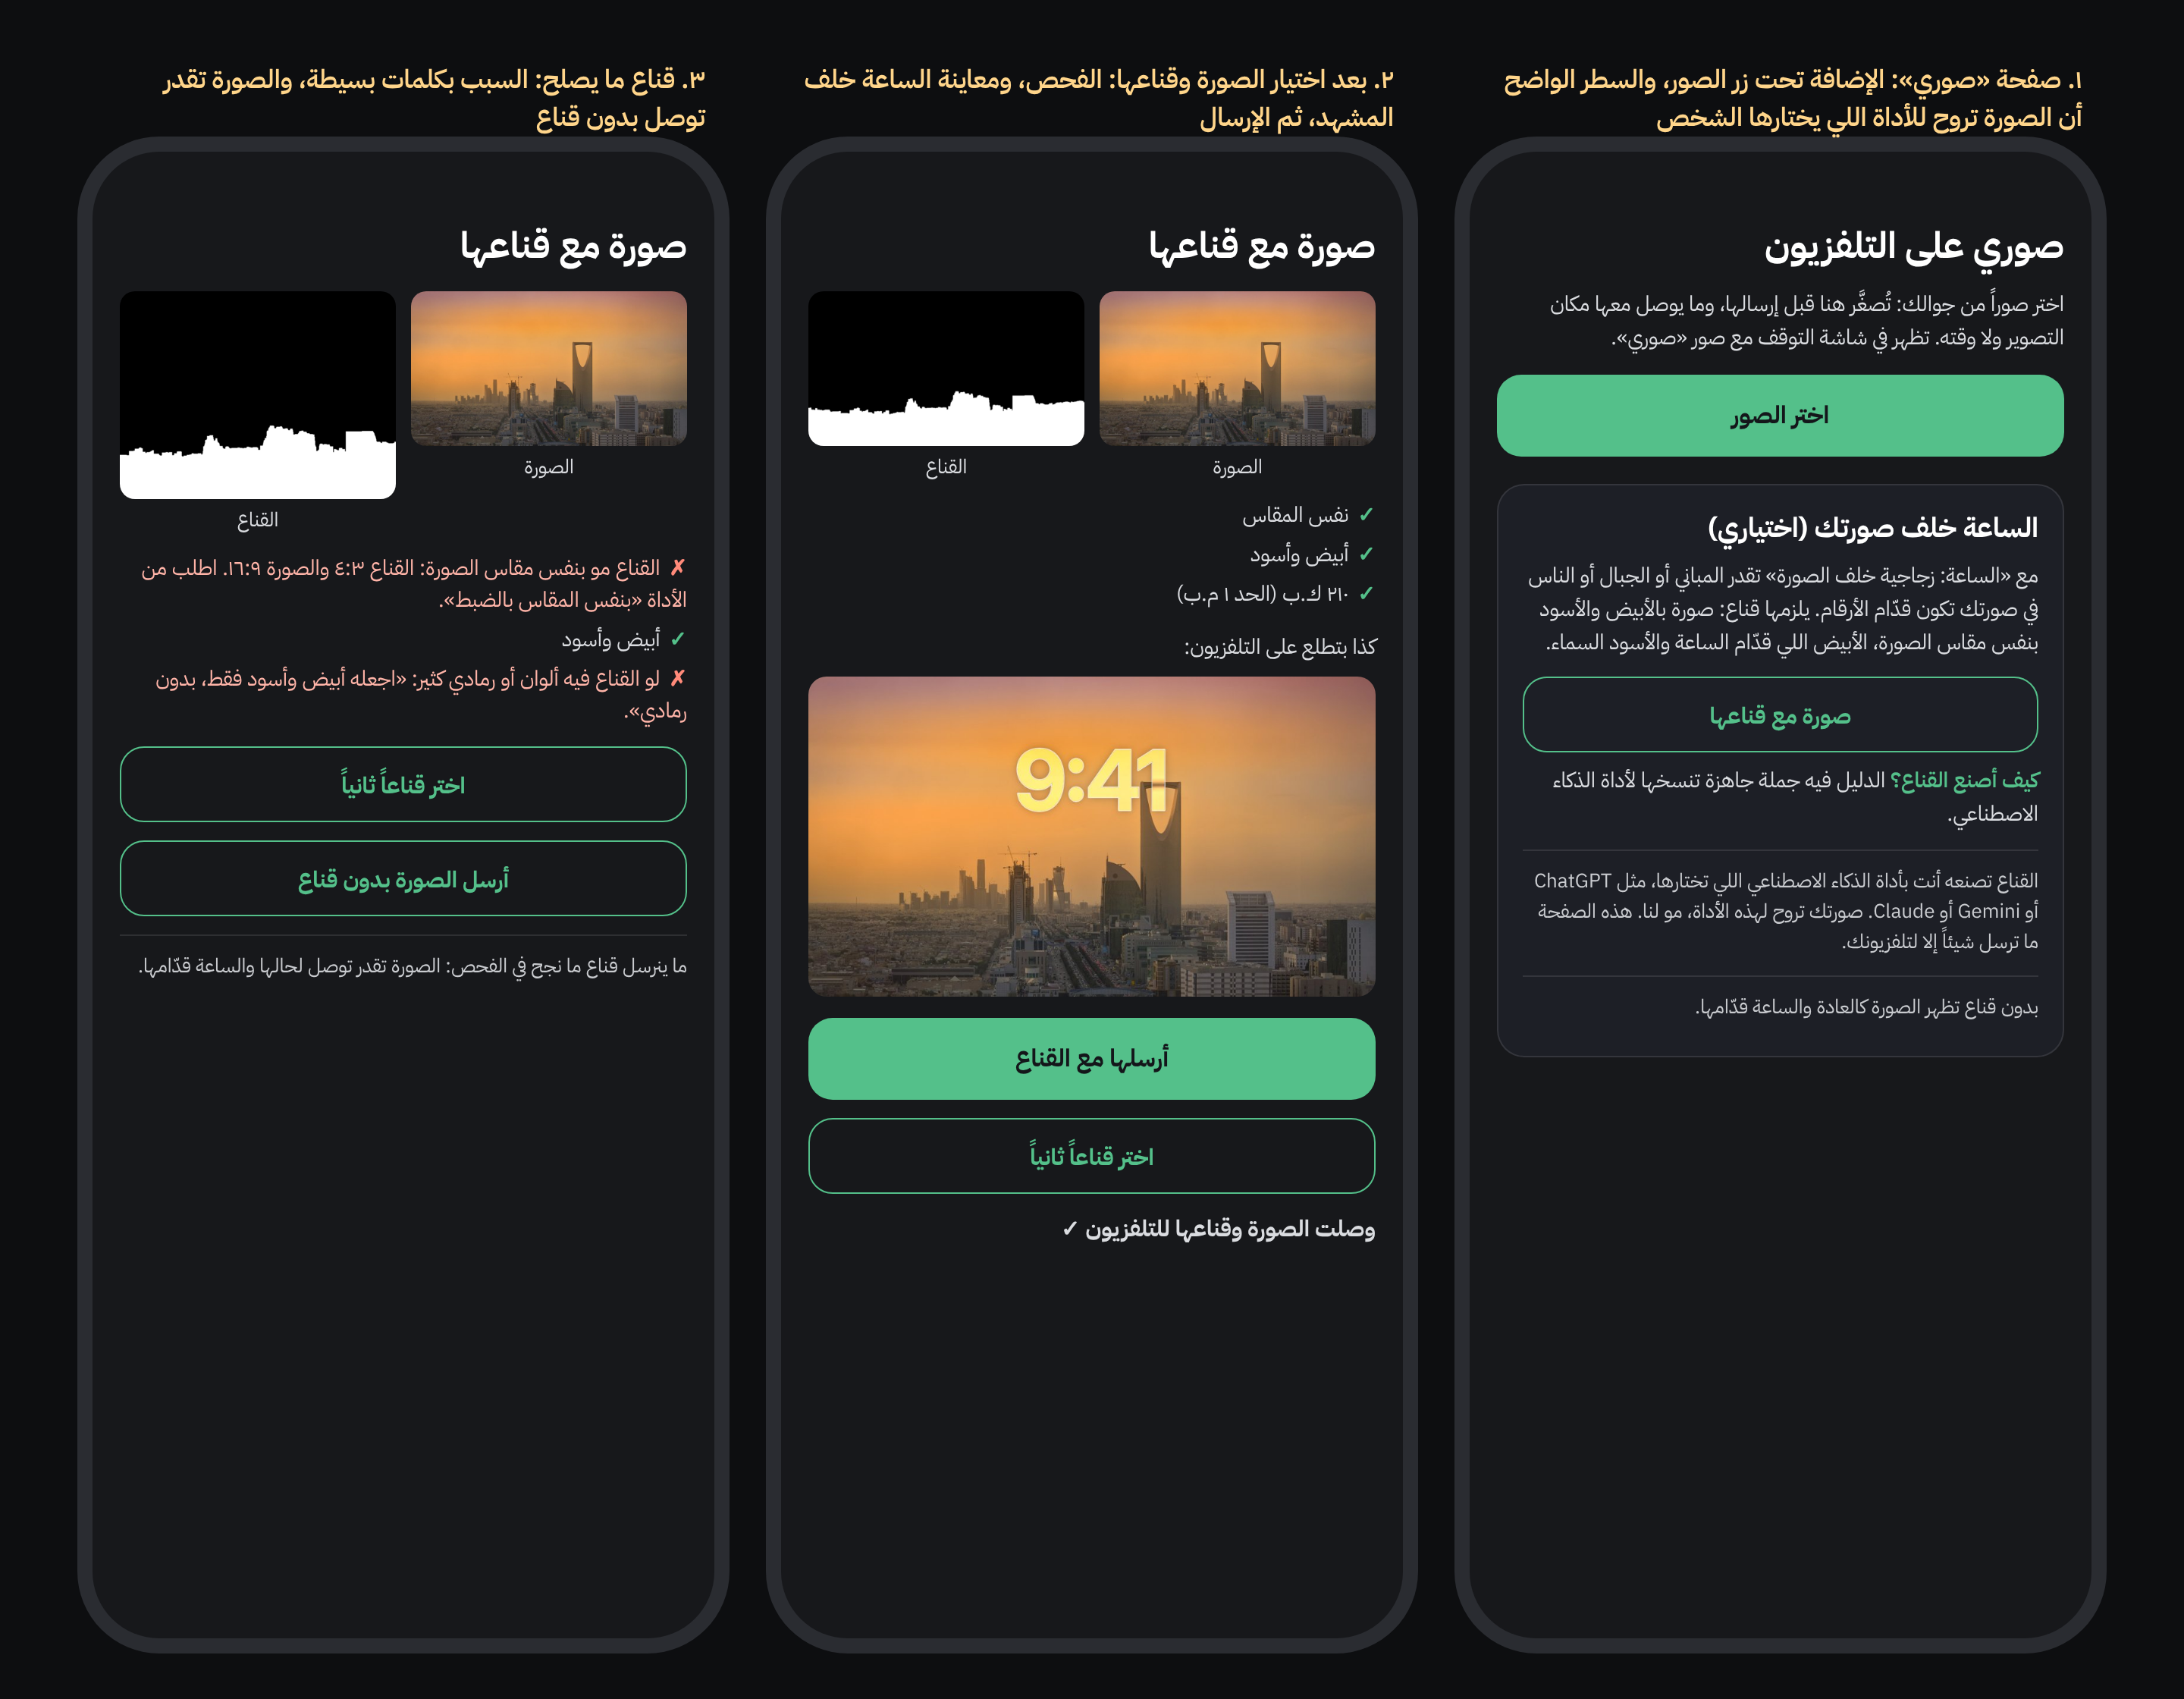 ١. صفحة «صوري»: الإضافة تحت زر الصور، والسطر الواضح
أن الصورة تروح للأداة اللي يختارها الشخص
صوري على التلفزيون
اختر صوراً من جوالك: تُصغَّر هنا قبل إرسالها، وما يوصل معها مكان
التصوير ولا وقته. تظهر في شاشة التوقف مع صور «صوري».
اختر الصور
الساعة خلف صورتك (اختياري)
مع «الساعة: زجاجية خلف الصورة» تقدر المباني أو الجبال أو الناس
في صورتك تكون قدّام الأرقام. يلزمها قناع: صورة بالأبيض والأسود
بنفس مقاس الصورة، الأبيض اللي قدّام الساعة والأسود السماء.
صورة مع قناعها
كيف أصنع القناع؟ الدليل فيه جملة جاهزة تنسخها لأداة الذكاء
الاصطناعي.
القناع تصنعه أنت بأداة الذكاء الاصطناعي اللي تختارها، مثل ChatGPT
أو Gemini أو Claude. صورتك تروح لهذه الأداة، مو لنا. هذه الصفحة
ما ترسل شيئاً إلا لتلفزيونك.
بدون قناع تظهر الصورة كالعادة والساعة قدّامها.
٢. بعد اختيار الصورة وقناعها: الفحص، ومعاينة الساعة خلف
المشهد، ثم الإرسال
صورة مع قناعها
الصورة
القناع
✓ نفس المقاس
✓ أبيض وأسود
✓ ٢١٠ ك.ب (الحد ١ م.ب)
كذا بتطلع على التلفزيون:
9:41
أرسلها مع القناع
اختر قناعاً ثانياً
وصلت الصورة وقناعها للتلفزيون ✓
٣. قناع ما يصلح: السبب بكلمات بسيطة، والصورة تقدر
توصل بدون قناع
صورة مع قناعها
الصورة
القناع
✗ القناع مو بنفس مقاس الصورة: القناع ٤:٣ والصورة ١٦:٩. اطلب من
الأداة «بنفس المقاس بالضبط».
✓ أبيض وأسود
✗ لو القناع فيه ألوان أو رمادي كثير: «اجعله أبيض وأسود فقط، بدون
رمادي».
اختر قناعاً ثانياً
أرسل الصورة بدون قناع
ما ينرسل قناع ما نجح في الفحص: الصورة تقدر توصل لحالها والساعة قدّامها.